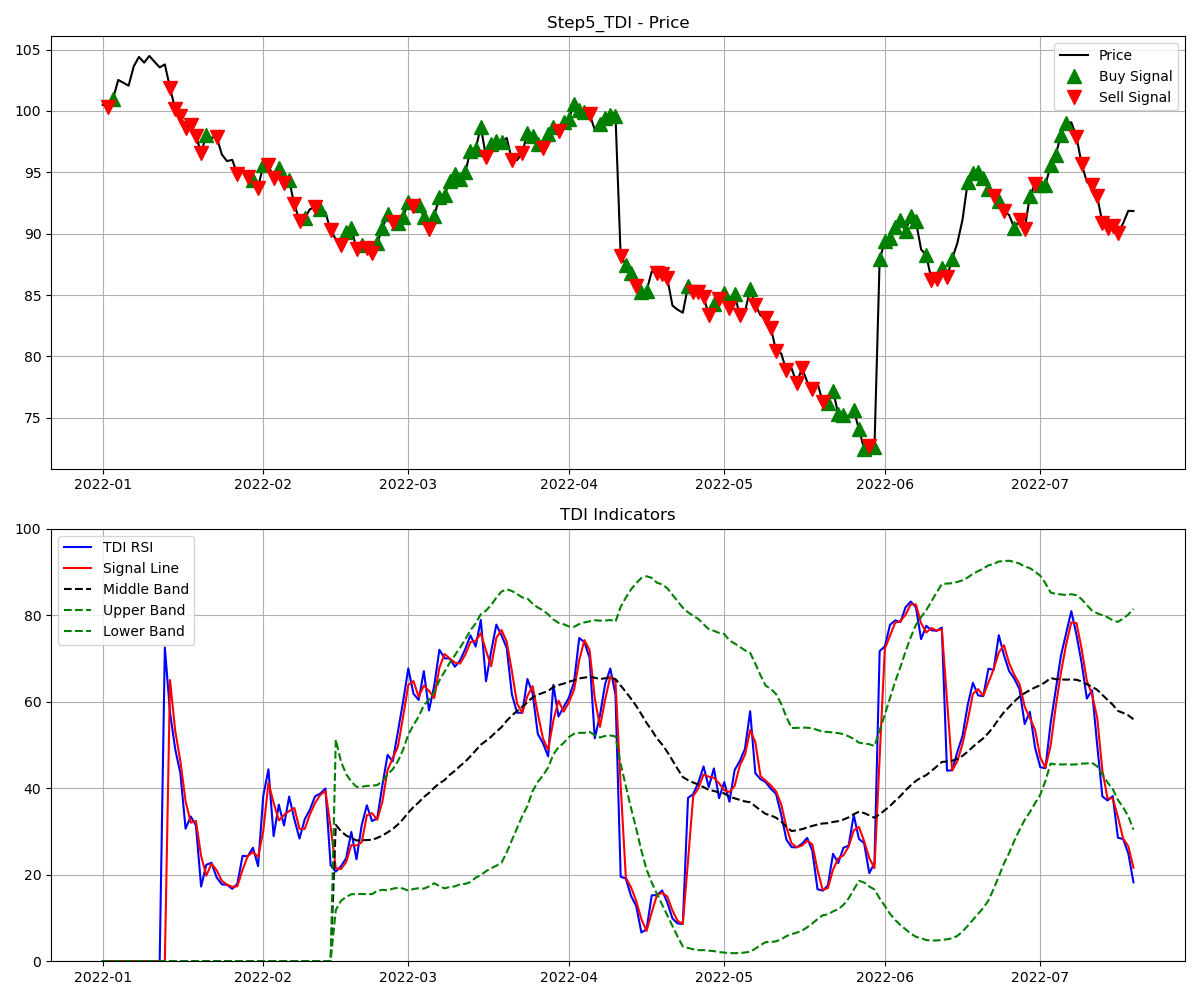 Step5_TDI - Price
105
100
95
90
85
80
75
Price
Buy Signal
Sell Signal
2022-01 2022-02 2022-03 2022-04 2022-05 2022-06 2022-07
TDI Indicators
100
80
60
40
20
0
TDI RSI
Signal Line
Middle Band
Upper Band
Lower Band
2022-01 2022-02 2022-03 2022-04 2022-05 2022-06 2022-07